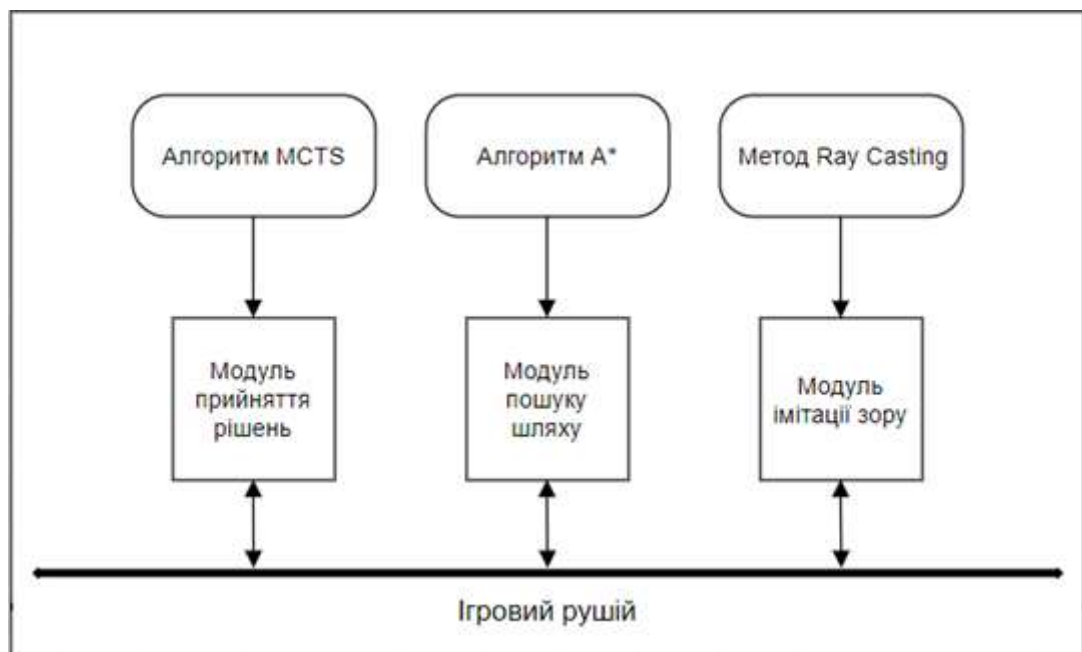 Алгоритм MCTS
Алгоритм A*
Метод Ray Casting
Модуль
прийняття
рішень
Модуль
пошуку
шляху
Модуль
імітації зору
Ігровий рушій